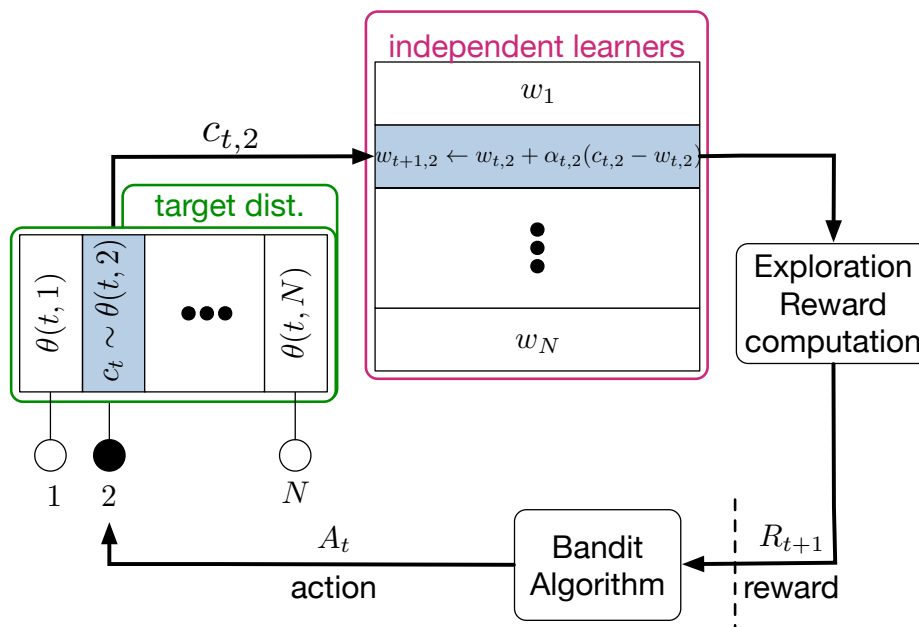 independent learners
w_1
c_{t,2}
w_{t+1,2} ← w_{t,2} + α_{t,2}(c_{t,2} − w_{t,2})
target dist.
θ(t, 1)
c_t ∼ θ(t, 2)
θ(t, N)
w_N
Exploration
Reward
computation
1
2
N
A_t
action
Bandit
Algorithm
R_{t+1}
reward